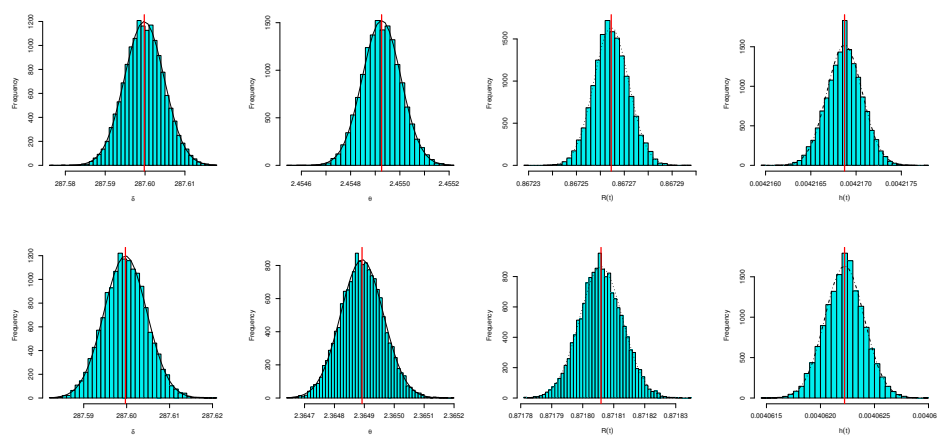 Frequency
0 200 400 600 800 1000 1200
287.58 287.59 287.60 287.61
δ
Frequency
0 500 1000 1500
2.4546 2.4548 2.4550 2.4552
θ
Frequency
0 500 1000 1500
0.86723 0.86725 0.86727 0.86729
R(t)
Frequency
0 500 1000 1500
0.0042160 0.0042165 0.0042170 0.0042175
h(t)
Frequency
0 200 400 600 800 1000 1200
287.59 287.60 287.61 287.62
δ
Frequency
0 200 400 600 800
2.3647 2.3648 2.3649 2.3650 2.3651 2.3652
θ
Frequency
0 200 400 600 800
0.87178 0.87179 0.87180 0.87181 0.87182 0.87183
R(t)
Frequency
0 500 1000 1500
0.0040615 0.0040620 0.0040625 0.00406
h(t)